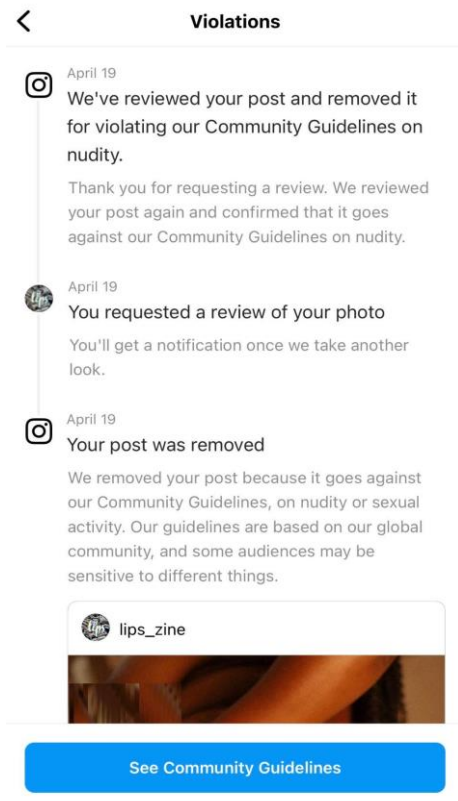 Violations
April 19
We've reviewed your post and removed it
for violating our Community Guidelines on
nudity.
Thank you for requesting a review. We reviewed
your post again and confirmed that it goes
against our Community Guidelines on nudity.
April 19
You requested a review of your photo
You'll get a notification once we take another
look.
April 19
Your post was removed
We removed your post because it goes against
our Community Guidelines, on nudity or sexual
activity. Our guidelines are based on our global
community, and some audiences may be
sensitive to different things.
lips_zine
See Community Guidelines